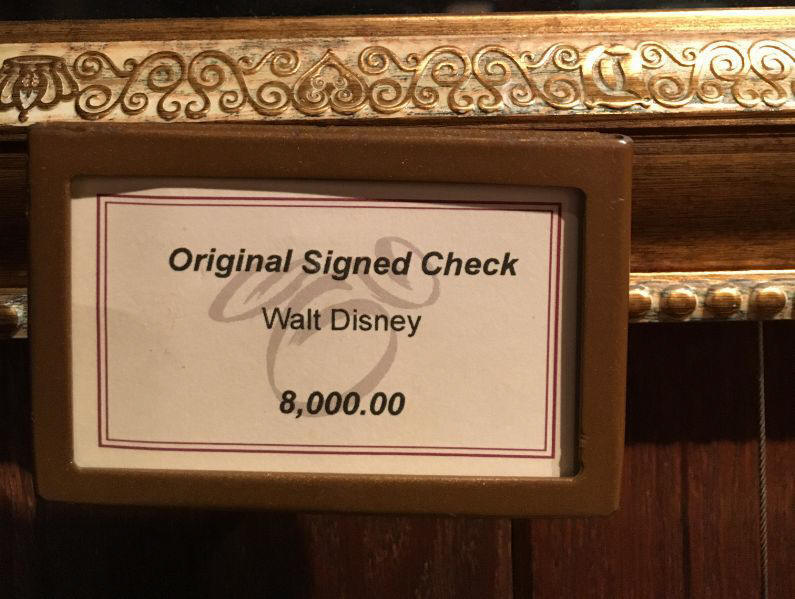 Original Signed Check
Walt Disney
8,000.00